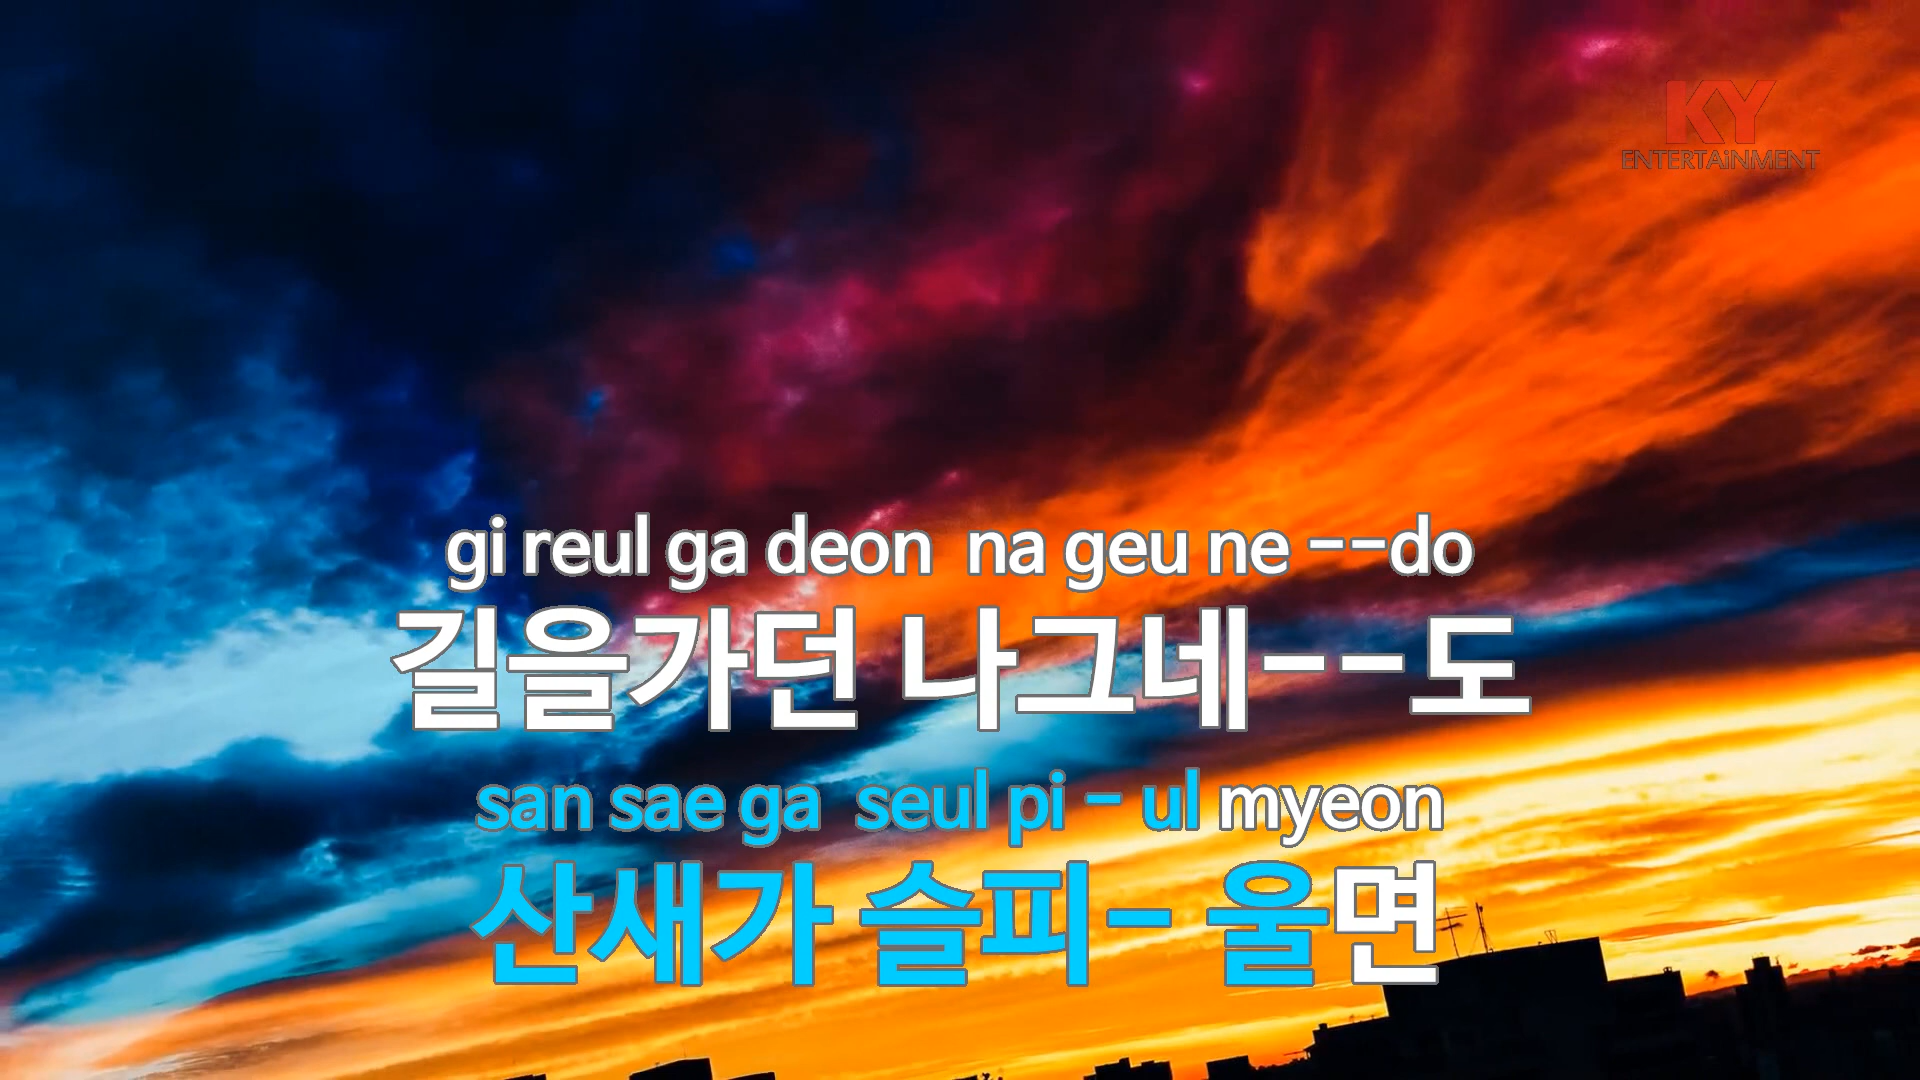 KY
ENTERTAiNMENT
gi reul ga deon na geu ne --do
길을가던 나그네--도
san sae ga seul pi - ul myeon
산새가 슬피- 울면